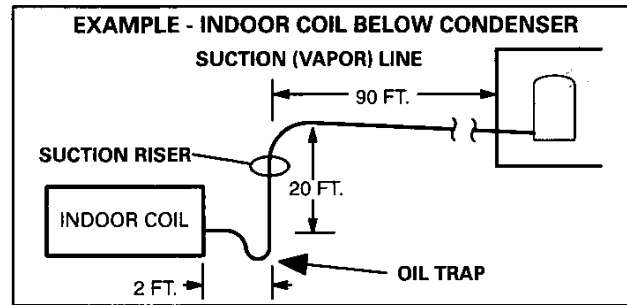 EXAMPLE - INDOOR COIL BELOW CONDENSER
SUCTION (VAPOR) LINE
90 FT.
SUCTION RISER
20 FT.
INDOOR COIL
OIL TRAP
2 FT.